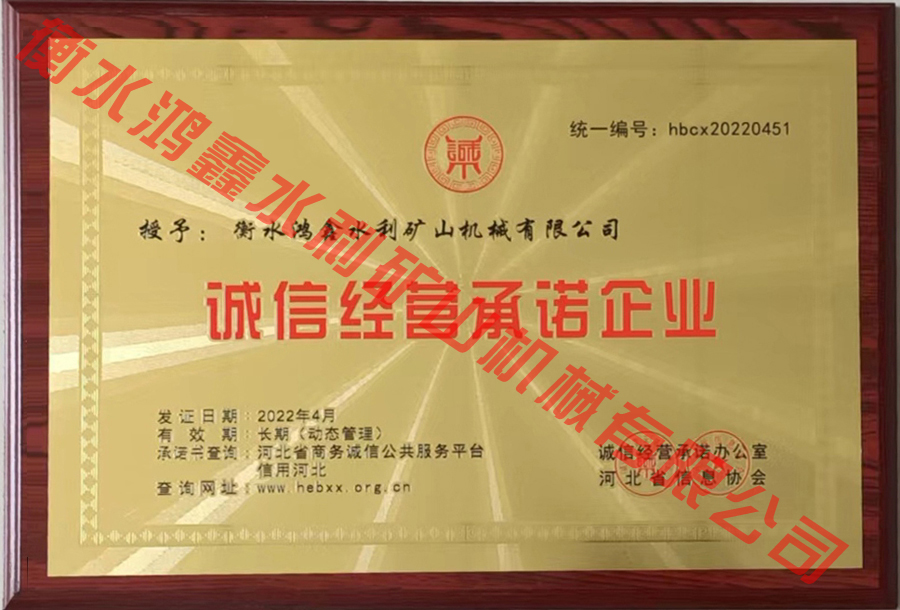 衡水鸿鑫水利矿山机械有限公司
統一编号：hbcx20220451
誠
授予：衡水鸿鑫水利矿山机械有限公司
诚信经营承诺企业
发证日期：2022年4月
有 效 期：长期（动态管理）
承诺书查询：河北省商务诚信公共服务平台
信用河北
查询网址：www.hebxx.org.cn
诚信经营承诺办公室
河北省信息协会